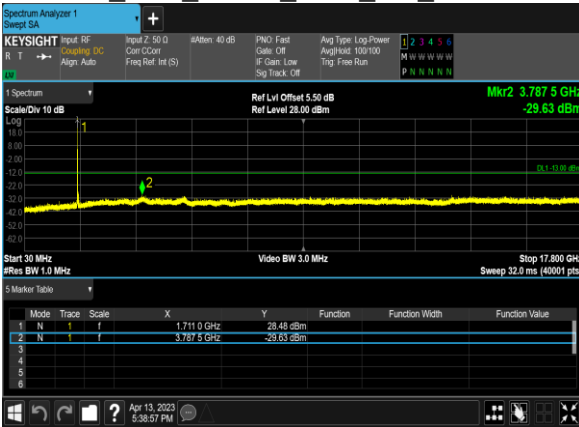 Spectrum Analyzer 1
Swept SA
+
KEYSIGHT Input: RF Input Z: 50 Ω #Atten: 40 dB PNO: Fast Avg Type: Log-Power 1 2 3 4 5 6
R T Coupling: DC Corr CCorr Gate: Off Avg|Hold: 100/100 M W W W W W
Align: Auto Freq Ref: Int (S) IF Gain: Low Trig: Free Run
LW Sig Track: Off P N N N N N
1 Spectrum Ref Lvl Offset 5.50 dB Mkr2 3.787 5 GHz
Scale/Div 10 dB Ref Level 28.00 dBm -29.63 dBm
Log
1
18.0
8.00
-2.00
DL1 -13.00 dBm
-12.0
-22.0
2
-32.0
-42.0
-52.0
-62.0
Start 30 MHz Video BW 3.0 MHz Stop 17.800 GHz
#Res BW 1.0 MHz Sweep 32.0 ms (40001 pts
5 Marker Table
Mode Trace Scale X Y Function Function Width Function Value
1 N 1 f 1.711 0 GHz 28.48 dBm
2 N 1 f 3.787 5 GHz -29.63 dBm
3
4
5
6
? Apr 13, 2023
5:38:57 PM